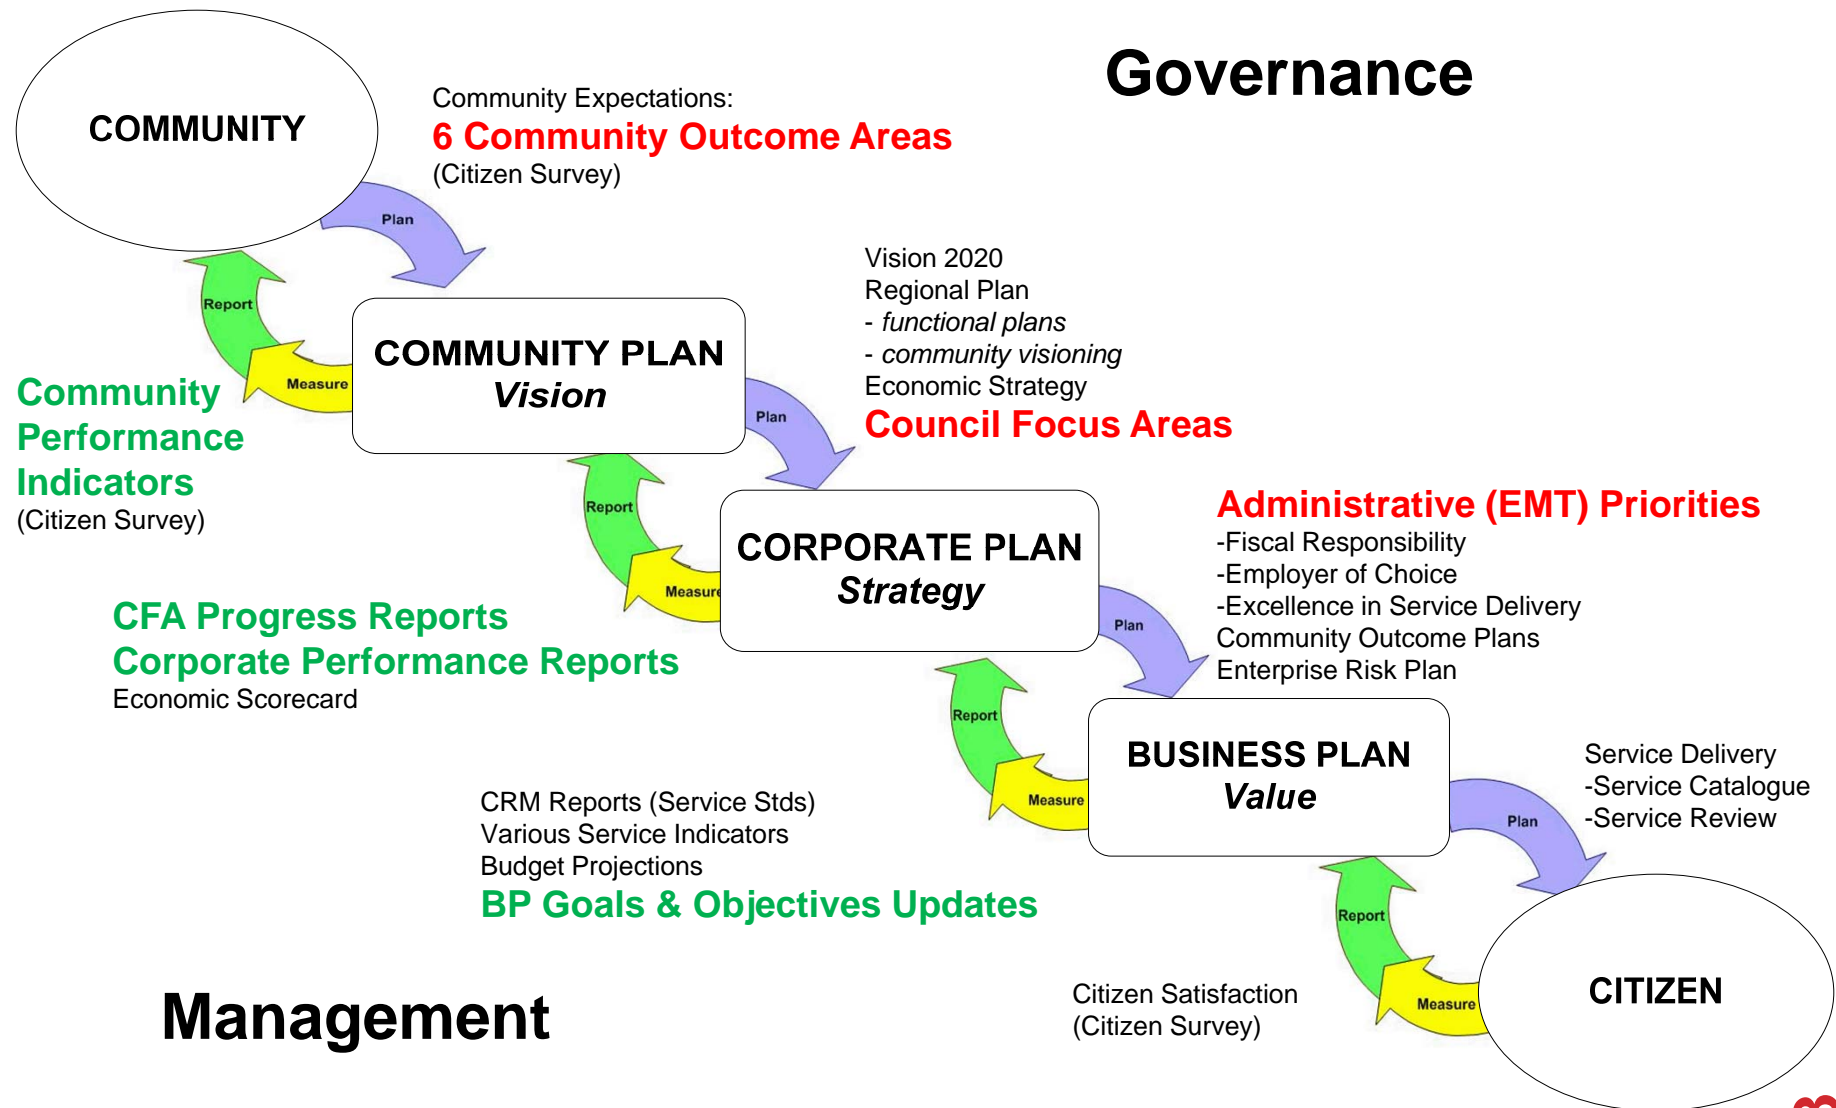 Governance
COMMUNITY
Community Expectations:
6 Community Outcome Areas
(Citizen Survey)
Plan
Report
Measure
COMMUNITY PLAN
Vision
Vision 2020
Regional Plan
- functional plans
- community visioning
Economic Strategy
Council Focus Areas
Community
Performance
Indicators
(Citizen Survey)
Plan
Report
Measure
CORPORATE PLAN
Strategy
Administrative (EMT) Priorities
-Fiscal Responsibility
-Employer of Choice
-Excellence in Service Delivery
Community Outcome Plans
Enterprise Risk Plan
CFA Progress Reports
Corporate Performance Reports
Economic Scorecard
Plan
Report
Measure
BUSINESS PLAN
Value
Service Delivery
-Service Catalogue
-Service Review
CRM Reports (Service Stds)
Various Service Indicators
Budget Projections
BP Goals & Objectives Updates
Plan
Report
Measure
CITIZEN
Citizen Satisfaction
(Citizen Survey)
Management